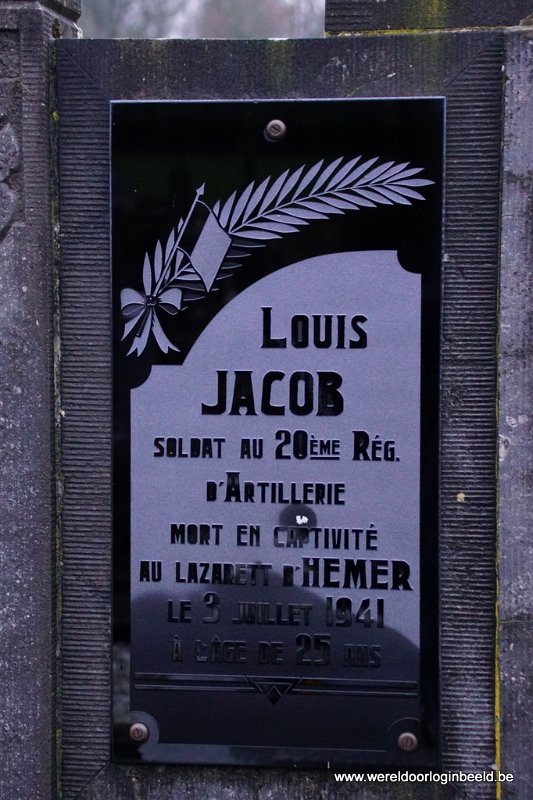 Louis
JACOB
SOLDAT AU 20ÈME RÉG.
D'ARTILLERIE
MORT EN CAPTIVITÉ
AU LAZARETT D'HEMER
LE 3 JUILLET 1941
À L'ÂGE DE 25 ANS
www.wereldoorloginbeeld.be